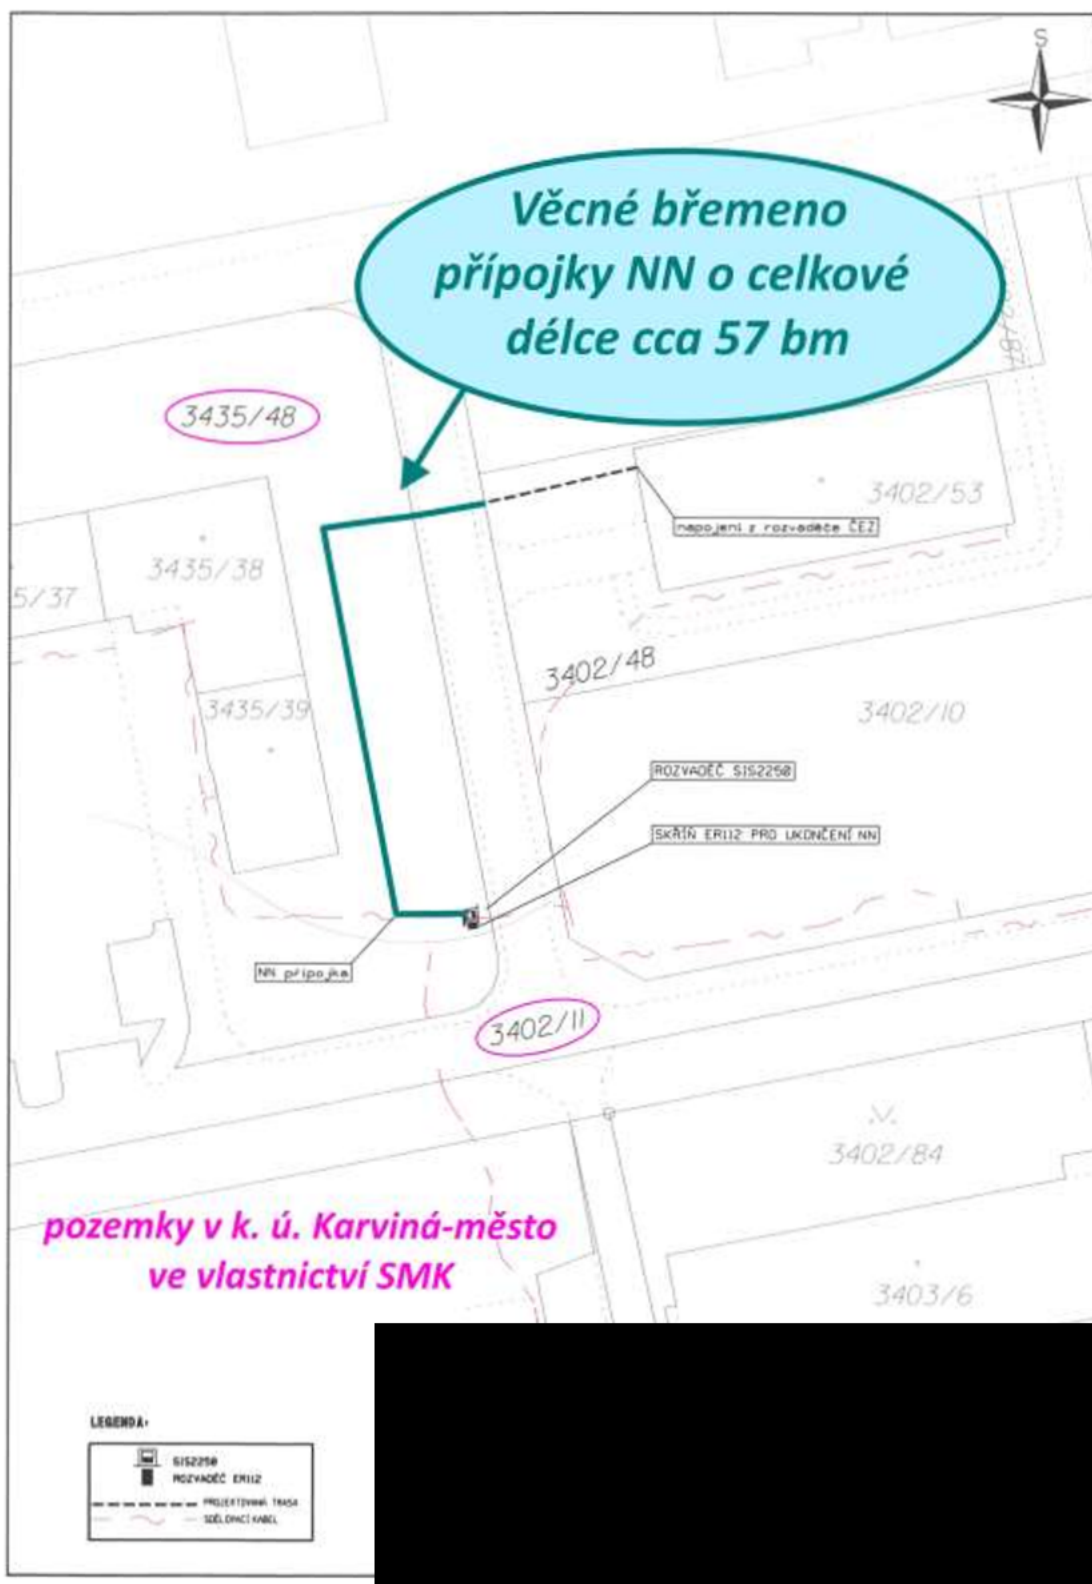 S
Věcné břemeno
přípojky NN o celkové
délce cca 57 bm
3435/48
3402/53
napojení z rozvaděče ČEZ
3435/38
5/37
3402/48
3435/39
3402/10
ROZVADĚČ SIS2250
SKŘÍŇ ER112 PRO UKONČENÍ NN
NN přípojka
3402/11
3402/84
pozemky v k. ú. Karviná-město
ve vlastnictví SMK
3403/6
LEGENDA:
SIS2250
ROZVADĚČ ER112
PROJEKTOVANÁ TRASA
SDĚLOVACÍ KABEL